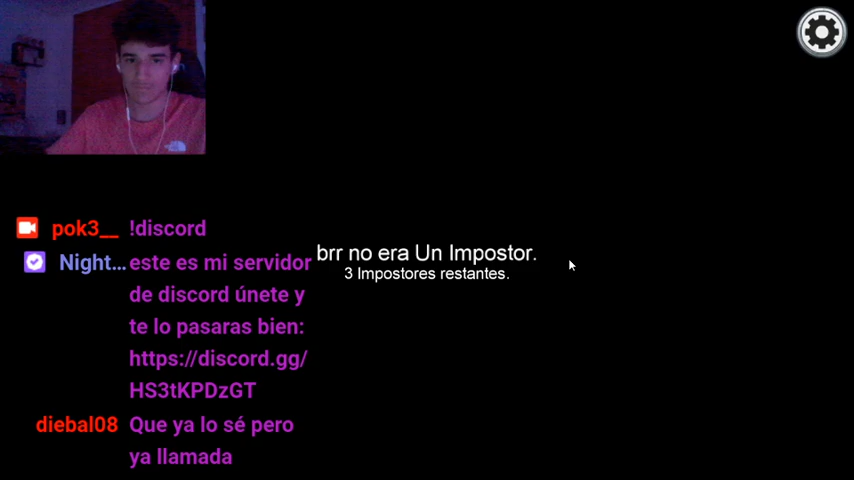 pok3__ !discord
brr no era Un Impostor.
3 Impostores restantes.
Night... este es mi servidor
de discord únete y
te lo pasaras bien:
https://discord.gg/
HS3tKPDzGT
diebal08 Que ya lo sé pero
ya llamada